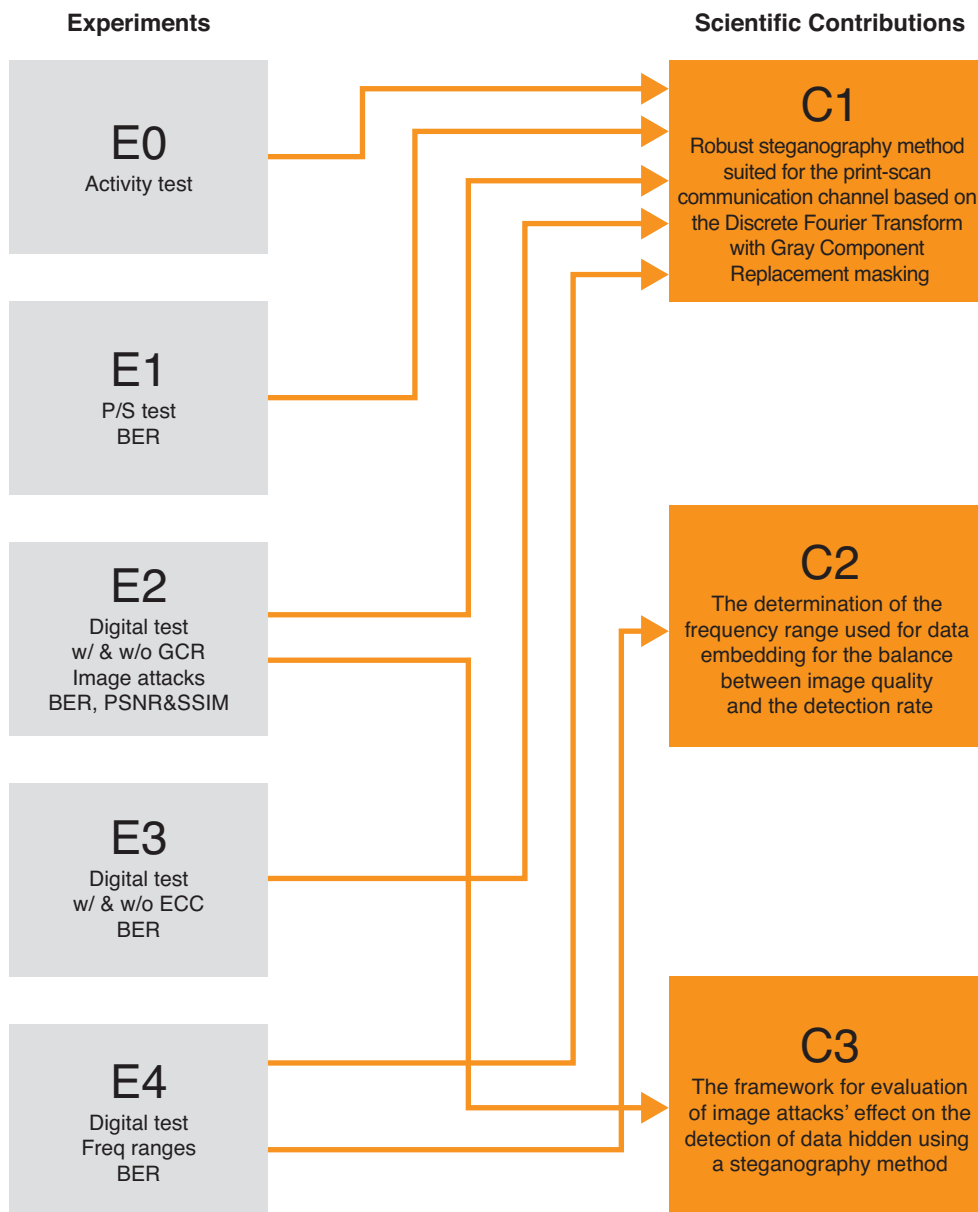 Experiments
Scientific Contributions
E0
Activity test
E1
P/S test
BER
E2
Digital test
w/ & w/o GCR
Image attacks
BER, PSNR&SSIM
E3
Digital test
w/ & w/o ECC
BER
E4
Digital test
Freq ranges
BER
C1
Robust steganography method
suited for the print-scan
communication channel based on
the Discrete Fourier Transform
with Gray Component
Replacement masking
C2
The determination of the
frequency range used for data
embedding for the balance
between image quality
and the detection rate
C3
The framework for evaluation
of image attacks’ effect on the
detection of data hidden using
a steganography method